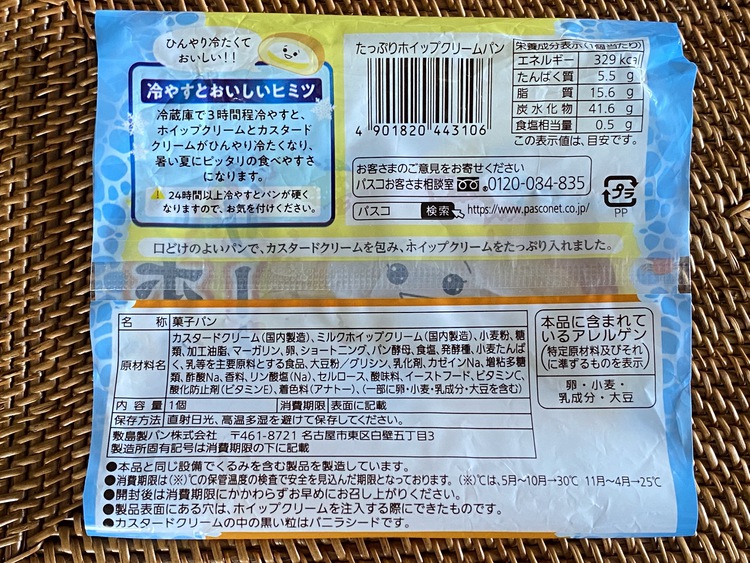 ひんやり冷たくて
おいしい!!
冷やすとおいしいヒミツ
冷蔵庫で3時間程冷やすと、
ホイップクリームとカスタード
クリームがひんやり冷たくなり、
暑い夏にピッタリの食べやすさ
になります。
24時間以上冷やすとパンが硬く
なりますので、お気を付けください。
たっぷりホイップクリームパン
4 901820 443106
栄養成分表示(1個当たり)
エネルギー 329 kcal
たんぱく質 5.5 g
脂質 15.6 g
炭水化物 41.6 g
食塩相当量 0.5 g
この表示値は、目安です。
お客さまのご意見をお寄せください
パスコお客さま相談室 0120-084-835
パスコ 検索 https://www.pasconet.co.jp/
プラ
PP
口どけのよいパンで、カスタードクリームを包み、ホイップクリームをたっぷり入れました。
名称 菓子パン
原材料名 カスタードクリーム(国内製造)、ミルクホイップクリーム(国内製造)、小麦粉、糖
類、加工油脂、マーガリン、卵、ショートニング、パン酵母、食塩、発酵種、小麦たんぱ
く、乳等を主要原料とする食品、大豆粉/グリシン、乳化剤、カゼインNa、増粘多糖
類、酢酸Na、香料、リン酸塩(Na)、セルロース、酸味料、イーストフード、ビタミンC、
酸化防止剤(ビタミンE)、着色料(アナトー)、(一部に卵・小麦・乳成分・大豆を含む)
内容量 1個 消費期限 表面に記載
保存方法 直射日光、高温多湿を避けて保存してください。
敷島製パン株式会社 〒461-8721 名古屋市東区白壁五丁目3
製造所固有記号は消費期限の下に記載
本品に含まれて
いるアレルゲン
(特定原材料及びそれ
に準ずるものを表示)
卵・小麦・
乳成分・大豆
●本品と同じ設備でくるみを含む製品を製造しています。
●消費期限は(※)℃の保管温度の検査で安全を見込んだ期限となっております。(※)℃は、5月~10月→30℃ 11月~4月→25℃
●開封後は消費期限にかかわらずお早めにお召し上がりください。
●製品表面にある穴は、ホイップクリームを注入する際にできたものです。
●カスタードクリームの中の黒い粒はバニラシードです。